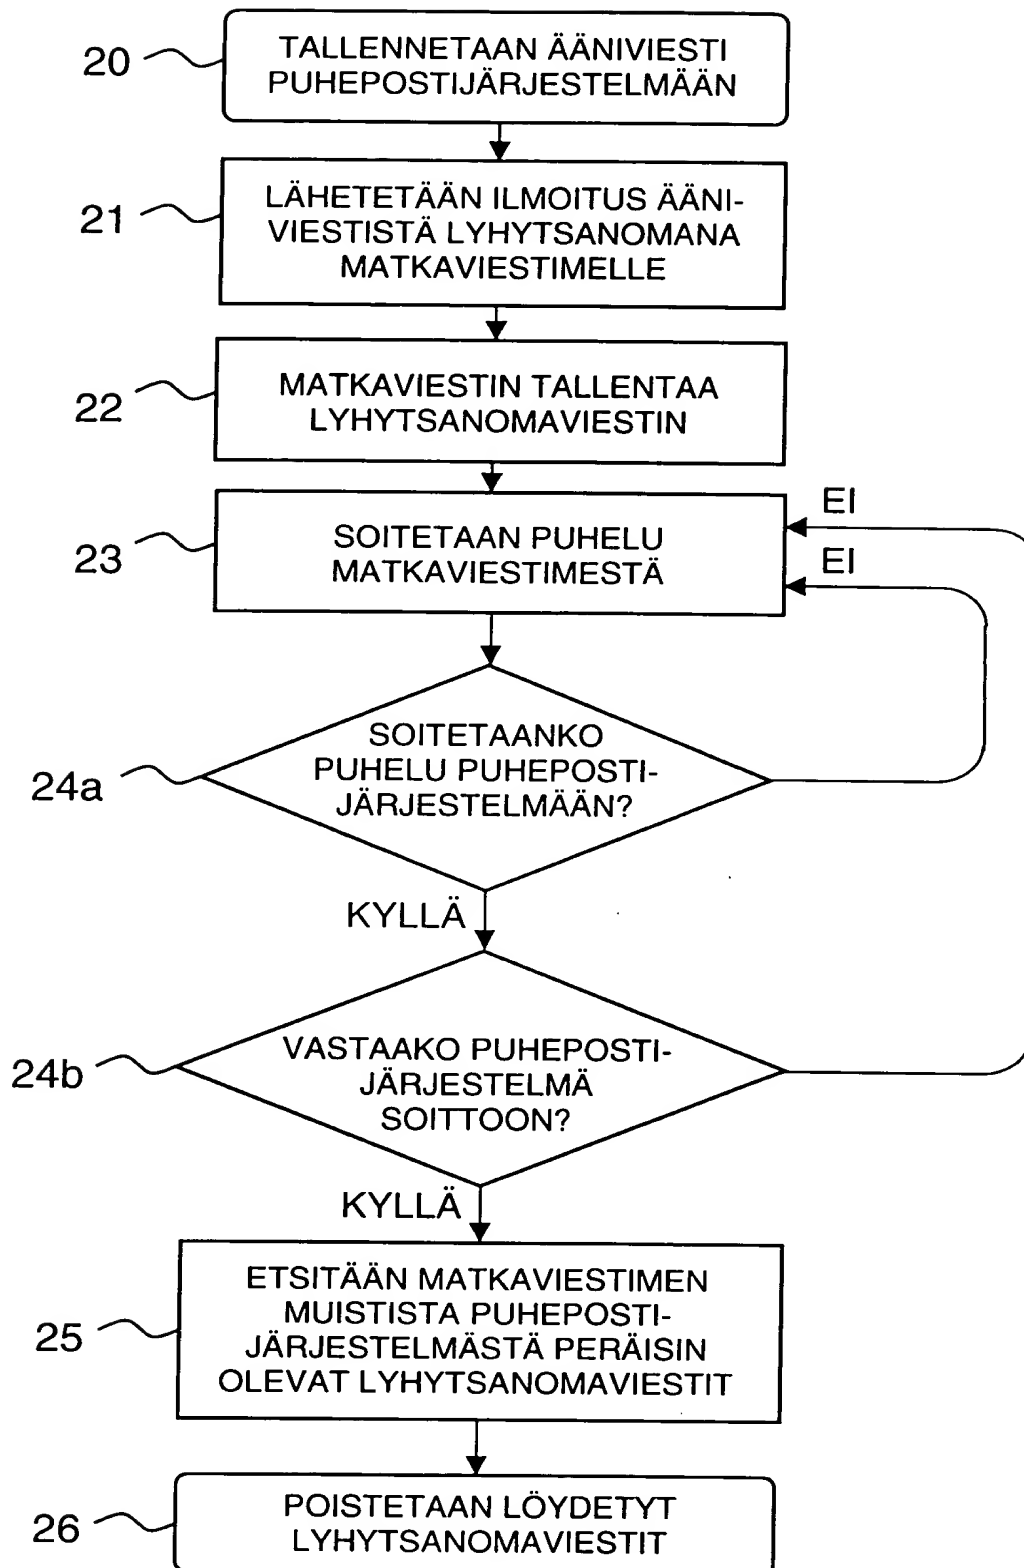 20
TALLENNETAAN ÄÄNIVIESTI
PUHEPOSTIJÄRJESTELMÄÄN
21
LÄHETETÄÄN ILMOITUS ÄÄNI-
VIESTISTÄ LYHYTSANOMANA
MATKAVIESTIMELLE
22
MATKAVIESTIN TALLENTAA
LYHYTSANOMAVIESTIN
EI
23
SOITETAAN PUHELU
MATKAVIESTIMESTÄ
EI
24a
SOITETAANKO
PUHELU PUHEPOSTI-
JÄRJESTELMÄÄN?
KYLLÄ
24b
VASTAAKO PUHEPOSTI-
JÄRJESTELMÄ
SOITTOON?
KYLLÄ
25
ETSITÄÄN MATKAVIESTIMEN
MUISTISTA PUHEPOSTI-
JÄRJESTELMÄSTÄ PERÄISIN
OLEVAT LYHYTSANOMAVIESTIT
26
POISTETAAN LÖYDETYT
LYHYTSANOMAVIESTIT